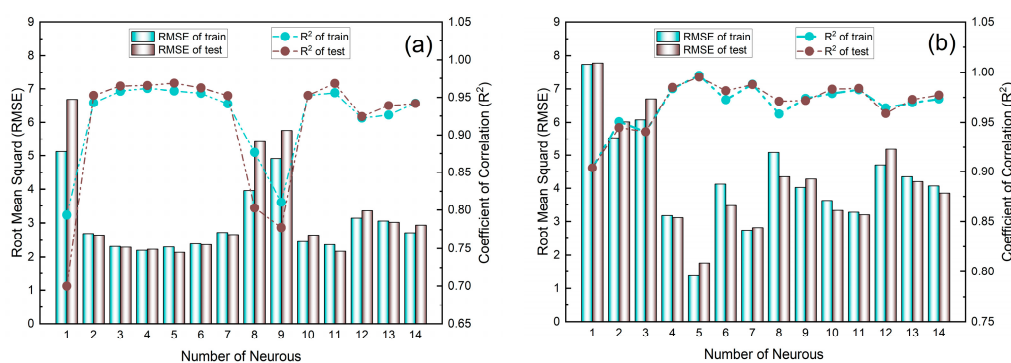 RMSE of train
RMSE of test
R² of train
R² of test
(a)
Root Mean Squard (RMSE)
9
8
7
6
5
4
3
2
1
0
1.05
1.00
0.95
0.90
0.85
0.80
0.75
0.70
0.65
Coefficient of Correlation (R²)
1 2 3 4 5 6 7 8 9 10 11 12 13 14
Number of Neurous
RMSE of train
RMSE of test
R² of train
R² of test
(b)
Root Mean Squard (RMSE)
9
8
7
6
5
4
3
2
1
0
1.05
1.00
0.95
0.90
0.85
0.80
0.75
Coefficient of Correlation (R²)
1 2 3 4 5 6 7 8 9 10 11 12 13 14
Number of Neurous